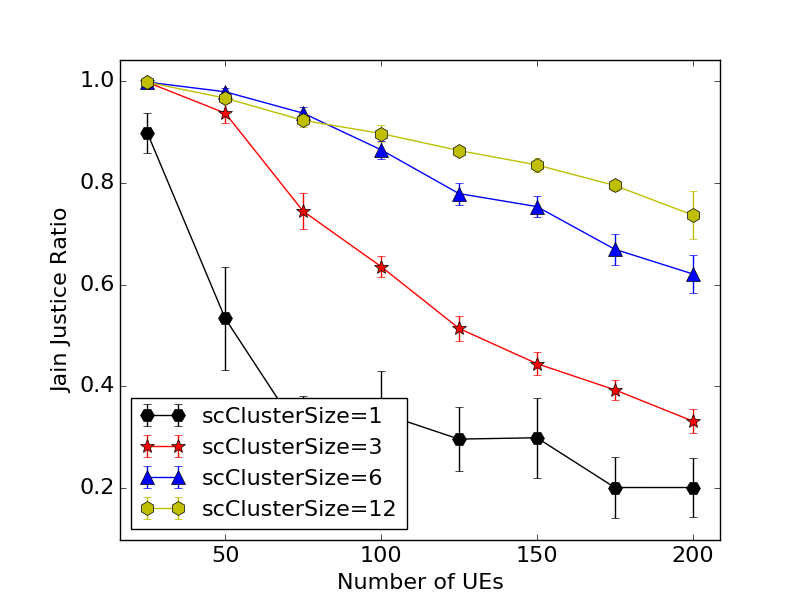 1.0
0.8
0.6
0.4
0.2
Jain Justice Ratio
scClusterSize=1
scClusterSize=3
scClusterSize=6
scClusterSize=12
50
100
150
200
Number of UEs